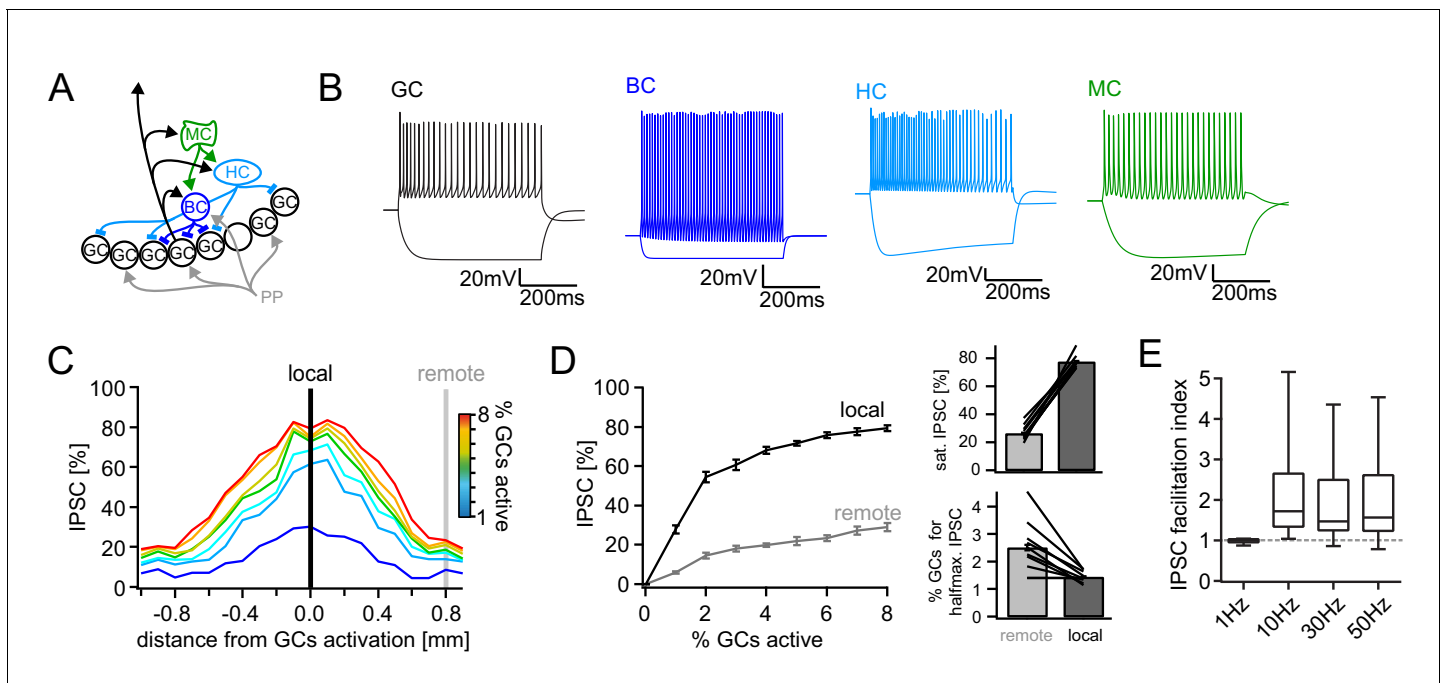 A
MC
HC
BC
GC
GC
GC
GC
GC
GC
GC
PP
B
GC
20mV
200ms
BC
20mV
200ms
HC
20mV
200ms
MC
20mV
200ms
C
local
remote
100
80
60
40
20
0
IPSC [%]
-0.8
-0.4
0.0
0.4
0.8
distance from GCs activation [mm]
8
1
% GCs active
D
100
80
60
40
20
0
IPSC [%]
local
remote
0
2
4
6
8
% GCs active
80
60
40
20
0
sat. IPSC [%]
4
3
2
1
0
% GCs for
halfmax. IPSC
remote
local
E
5
4
3
2
1
0
IPSC facilitation index
1Hz
10Hz
30Hz
50Hz